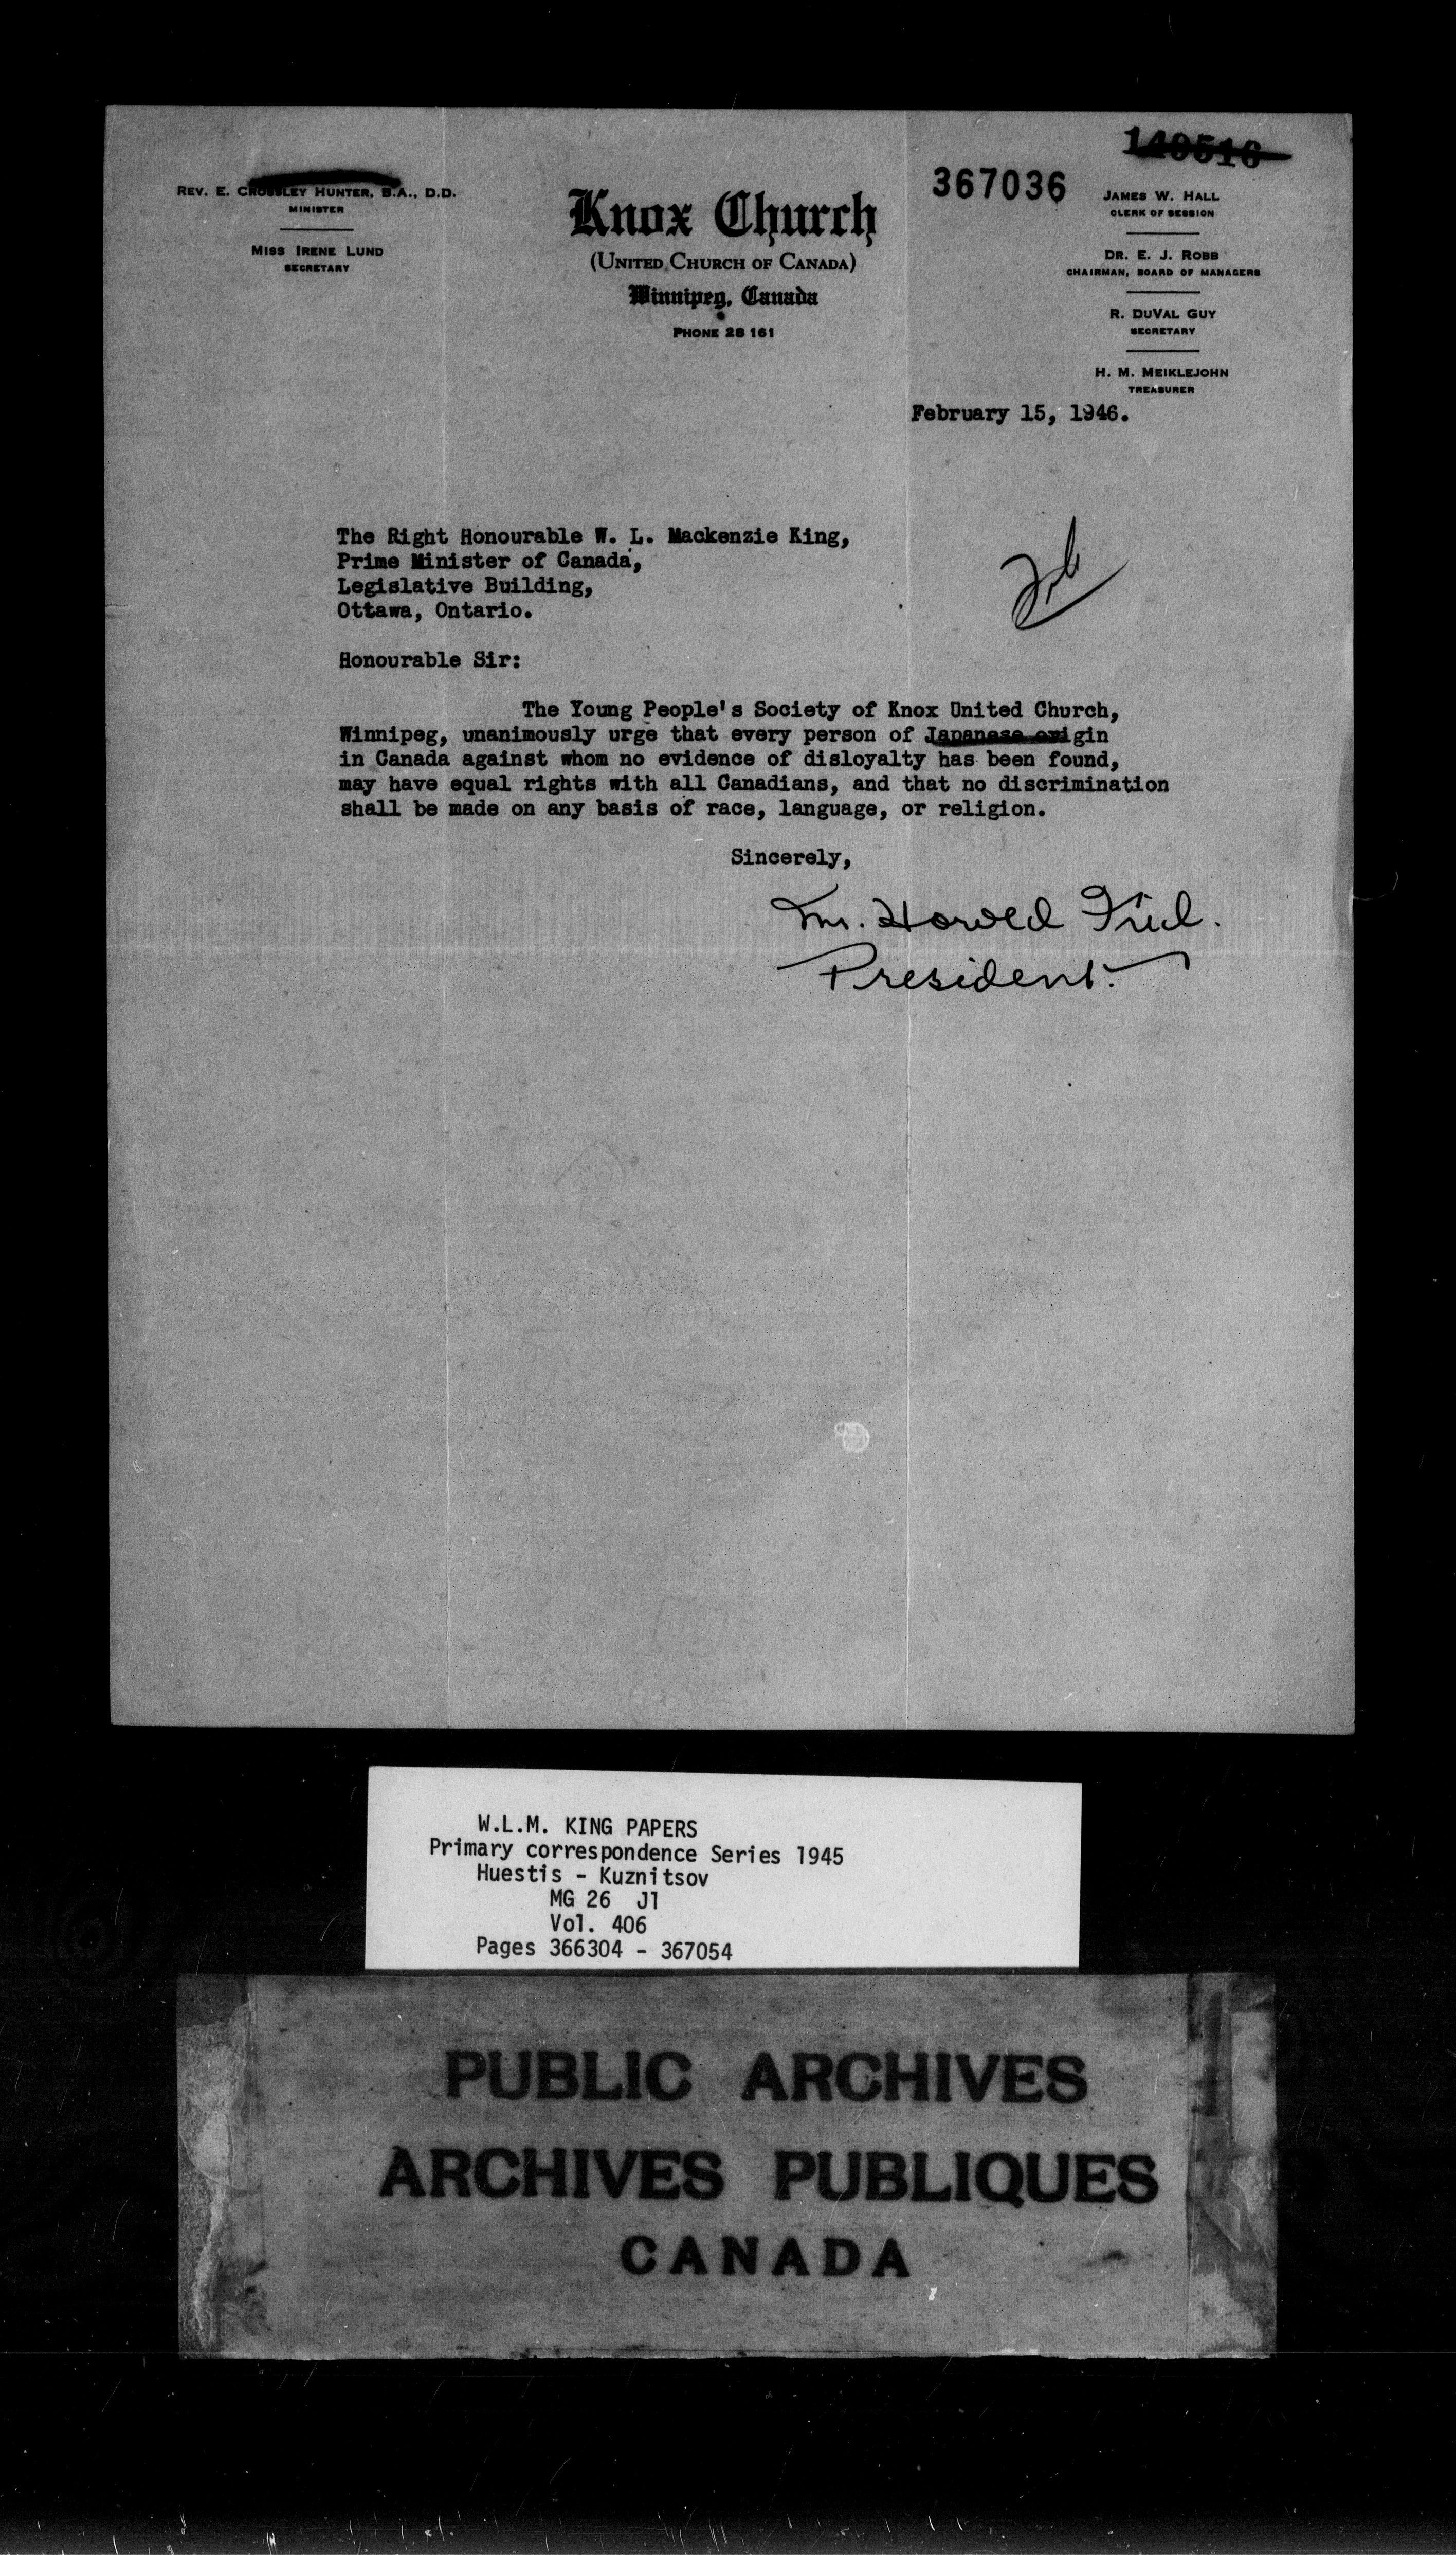 140516
367036
REV. E. CROSSLEY HUNTER, B.A., D.D.
MINISTER
MISS IRENE LUND
SECRETARY
Knox Church
(UNITED CHURCH OF CANADA)
Winnipeg, Canada
PHONE 28 161
JAMES W. HALL
CLERK OF SESSION
DR. E. J. ROBB
CHAIRMAN, BOARD OF MANAGERS
R. DUVAL GUY
SECRETARY
H. M. MEIKLEJOHN
TREASURER
February 15, 1946.
The Right Honourable W. L. Mackenzie King,
Prime Minister of Canada,
Legislative Building,
Ottawa, Ontario.
Honourable Sir:
The Young People's Society of Knox United Church,
Winnipeg, unanimously urge that every person of Japanese origin
in Canada against whom no evidence of disloyalty has been found,
may have equal rights with all Canadians, and that no discrimination
shall be made on any basis of race, language, or religion.
Sincerely,
President.
W.L.M. KING PAPERS
Primary correspondence Series 1945
Huestis - Kuznitsov
MG 26 J1
Vol. 406
Pages 366304 - 367054
PUBLIC ARCHIVES
ARCHIVES PUBLIQUES
CANADA